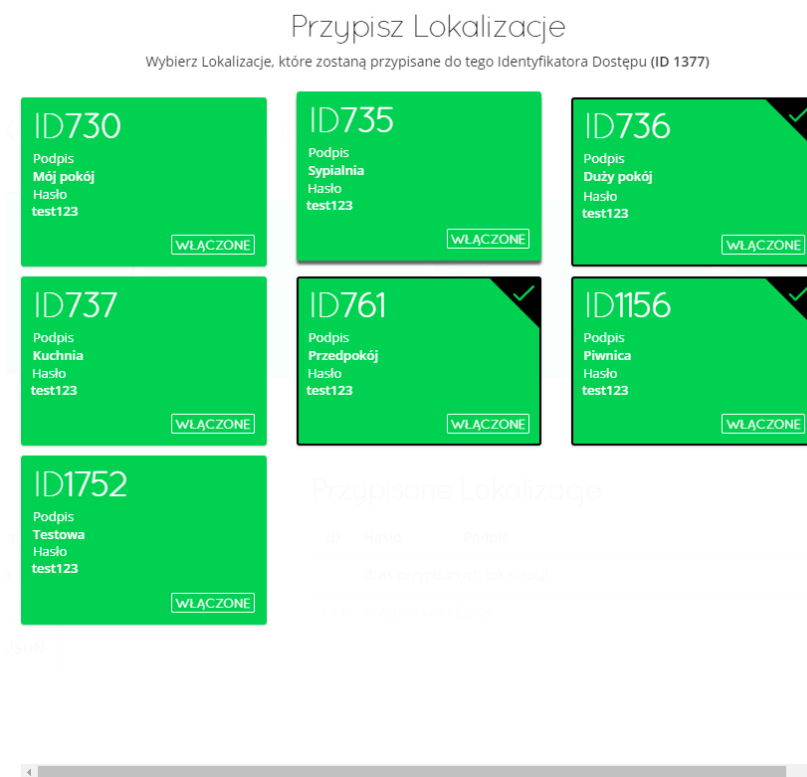 Przypisz Lokalizacje
Wybierz Lokalizacje, które zostaną przypisane do tego Identyfikatora Dostępu (ID 1377)
ID730
Podpis
Mój pokój
Hasło
test123
WŁĄCZONE
ID735
Podpis
Sypialnia
Hasło
test123
WŁĄCZONE
ID736
Podpis
Duży pokój
Hasło
test123
WŁĄCZONE
ID737
Podpis
Kuchnia
Hasło
test123
WŁĄCZONE
ID761
Podpis
Przedpokój
Hasło
test123
WŁĄCZONE
ID1156
Podpis
Piwnica
Hasło
test123
WŁĄCZONE
ID1752
Podpis
Testowa
Hasło
test123
WŁĄCZONE
Przypisane Lokalizacje
ID Hasło Podpis